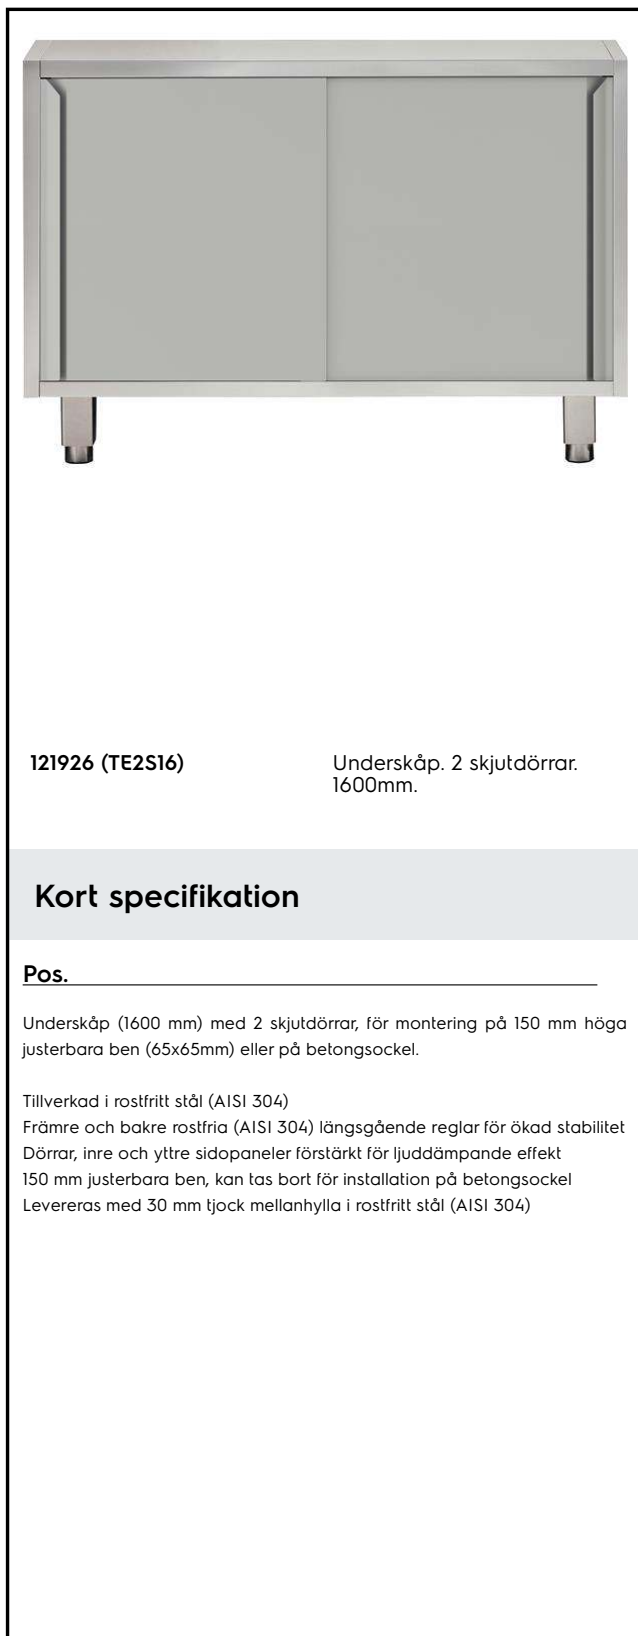 121926 (TE2S16)
Underskåp. 2 skjutdörrar.
1600mm.
Kort specifikation
Pos.
Underskåp (1600 mm) med 2 skjutdörrar, för montering på 150 mm höga
justerbara ben (65x65mm) eller på betongsockel.
Tillverkad i rostfritt stål (AISI 304)
Främre och bakre rostfria (AISI 304) längsgående reglar för ökad stabilitet
Dörrar, inre och yttre sidopaneler förstärkt för ljuddämpande effekt
150 mm justerbara ben, kan tas bort för installation på betongsockel
Levereras med 30 mm tjock mellanhylla i rostfritt stål (AISI 304)